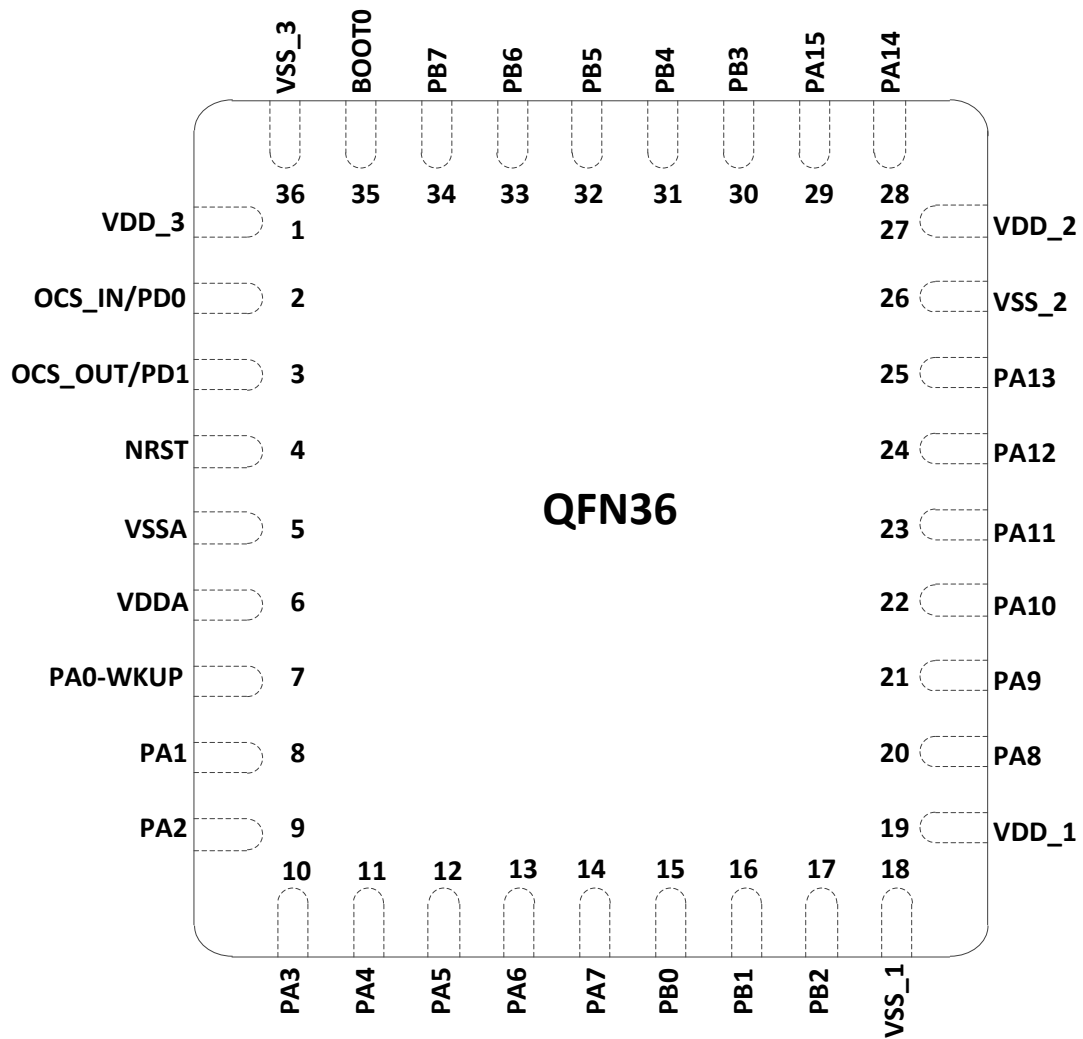 VSS_3
BOOT0
PB7
PB6
PB5
PB4
PB3
PA15
PA14
36 35 34 33 32 31 30 29 28
VDD_3 1 27 VDD_2
OCS_IN/PD0 2 26 VSS_2
OCS_OUT/PD1 3 25 PA13
NRST 4 24 PA12
QFN36
VSSA 5 23 PA11
VDDA 6 22 PA10
PA0-WKUP 7 21 PA9
PA1 8 20 PA8
PA2 9 19 VDD_1
10 11 12 13 14 15 16 17 18
PA3
PA4
PA5
PA6
PA7
PB0
PB1
PB2
VSS_1